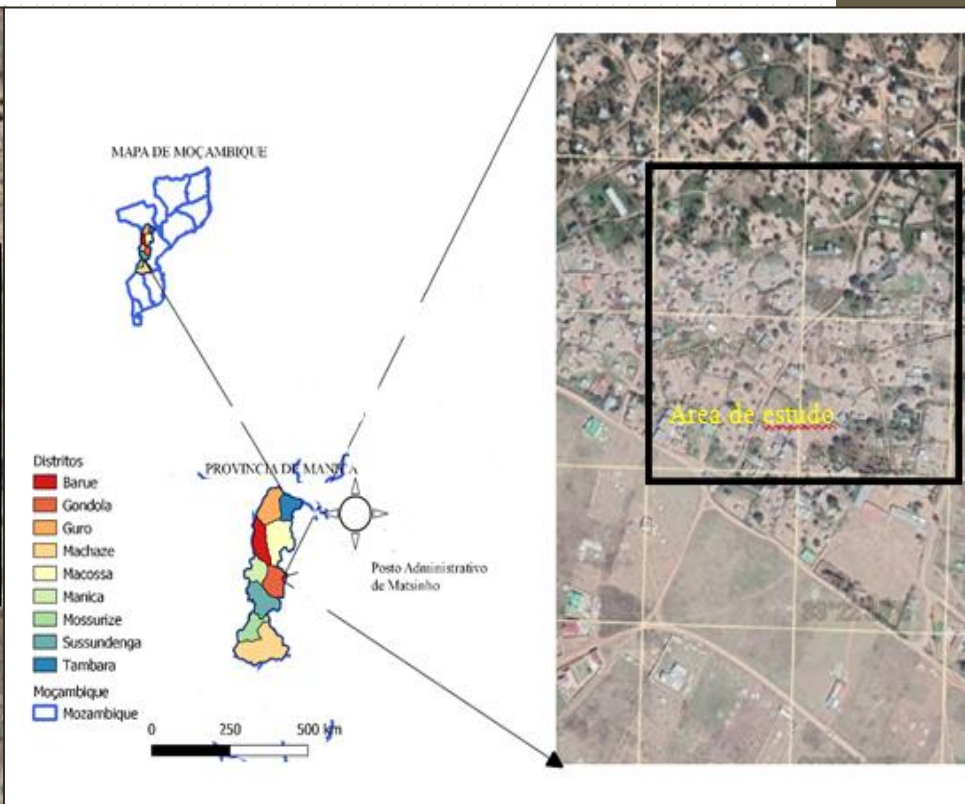 MAPA DE MOÇAMBIQUE
PROVINCIA DE MANICA
Distritos
Barue
Gondola
Guro
Machaze
Macossa
Manica
Mossurize
Sussundenga
Tambara
Moçambique
Mozambique
0 250 500 km
Posto Administrativo
de Matsinho
Area de estudo